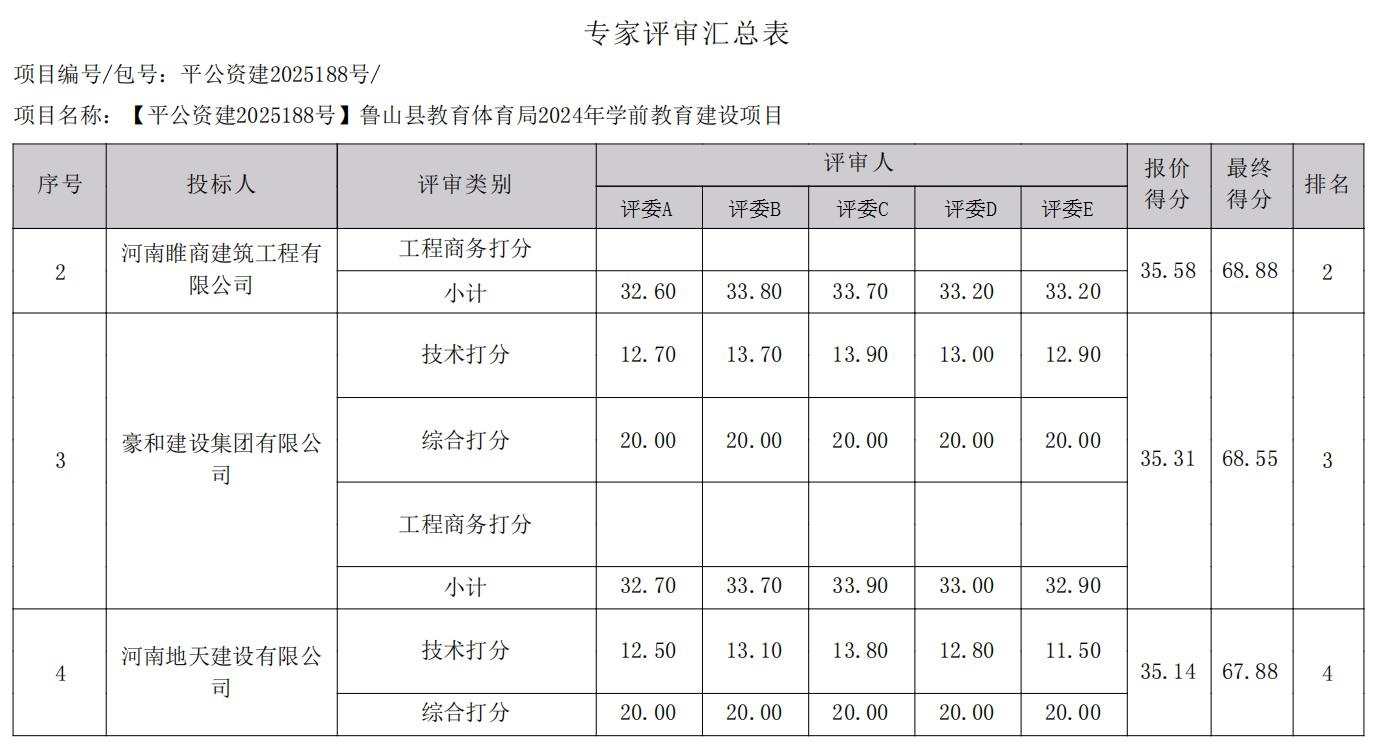 专家评审汇总表
项目编号/包号：平公资建2025188号/
项目名称：【平公资建2025188号】鲁山县教育体育局2024年学前教育建设项目
序号 投标人 评审类别 评审人 报价得分 最终得分 排名
评委A 评委B 评委C 评委D 评委E
2 河南睢商建筑工程有限公司 工程商务打分 35.58 68.88 2
小计 32.60 33.80 33.70 33.20 33.20
3 豪和建设集团有限公司 技术打分 12.70 13.70 13.90 13.00 12.90 35.31 68.55 3
综合打分 20.00 20.00 20.00 20.00 20.00
工程商务打分
小计 32.70 33.70 33.90 33.00 32.90
4 河南地天建设有限公司 技术打分 12.50 13.10 13.80 12.80 11.50 35.14 67.88 4
综合打分 20.00 20.00 20.00 20.00 20.00